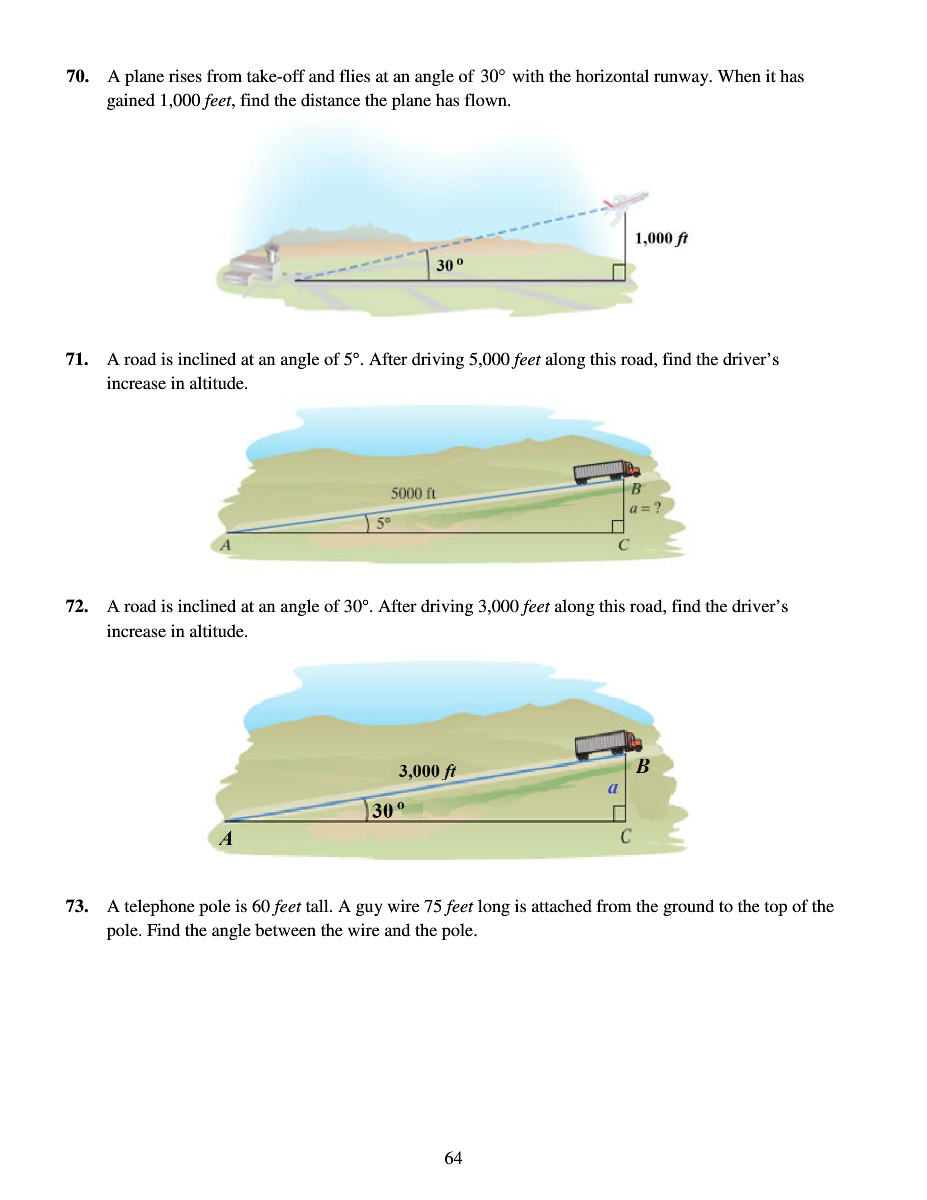 70. A plane rises from take-off and flies at an angle of 30° with the horizontal runway. When it has
gained 1,000 feet, find the distance the plane has flown.
1,000 ft
30 o
71. A road is inclined at an angle of 5°. After driving 5,000 feet along this road, find the driver’s
increase in altitude.
5000 ft
B
a = ?
5°
A
C
72. A road is inclined at an angle of 30°. After driving 3,000 feet along this road, find the driver’s
increase in altitude.
3,000 ft
B
a
30 o
A
C
73. A telephone pole is 60 feet tall. A guy wire 75 feet long is attached from the ground to the top of the
pole. Find the angle between the wire and the pole.
64